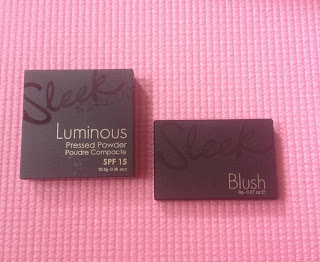 Sleek
Luminous
Pressed Powder
Poudre Compacte
SPF 15
Sleek
Blush